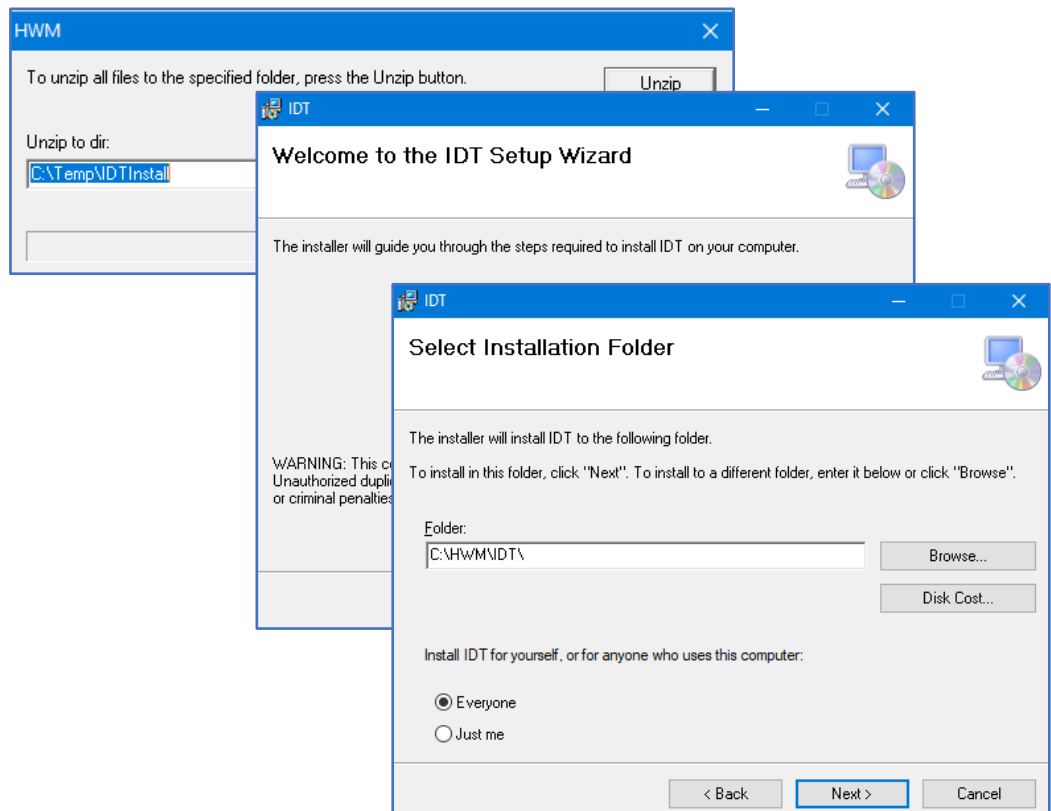 HWM
To unzip all files to the specified folder, press the Unzip button.
Unzip
Unzip to dir:
C:\Temp\IDTInstall
IDT
Welcome to the IDT Setup Wizard
The installer will guide you through the steps required to install IDT on your computer.
WARNING: This
Unauthorized
or criminal penalties
IDT
Select Installation Folder
The installer will install IDT to the following folder.
To install in this folder, click "Next". To install to a different folder, enter it below or click "Browse".
Folder:
C:\HWM\IDT\
Browse...
Disk Cost...
Install IDT for yourself, or for anyone who uses this computer:
Everyone
Just me
< Back
Next >
Cancel